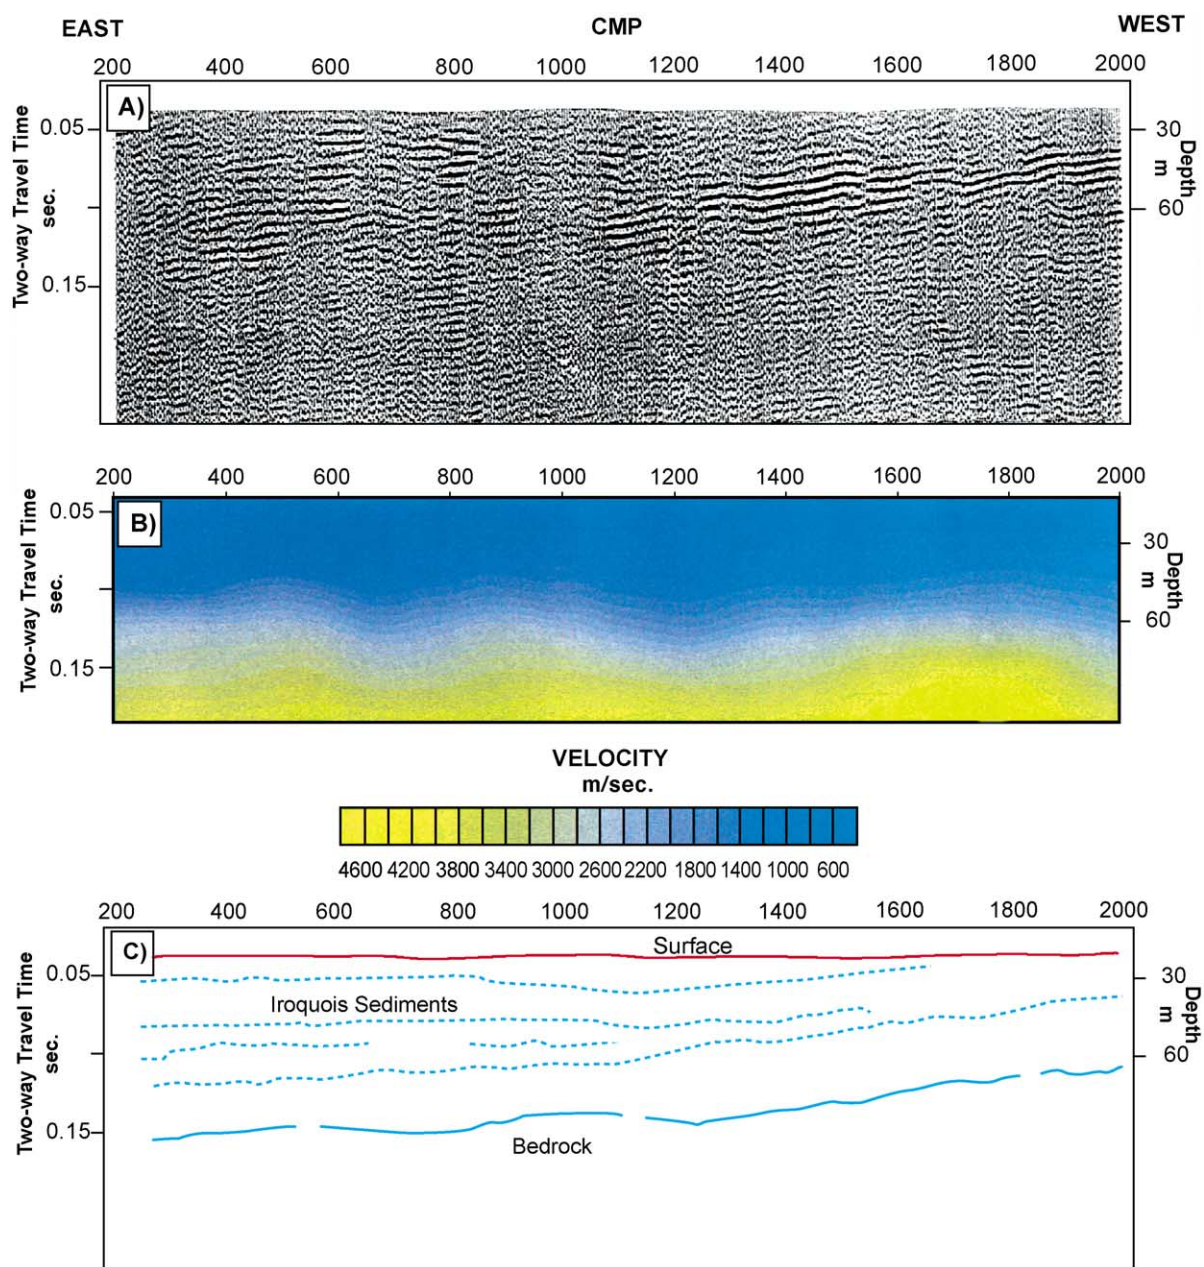 EAST CMP WEST
200 400 600 800 1000 1200 1400 1600 1800 2000
A)
0.05
0.15
Two-way Travel Time
sec.
30
60
Depth
m
200 400 600 800 1000 1200 1400 1600 1800 2000
B)
0.05
0.15
Two-way Travel Time
sec.
30
60
Depth
m
VELOCITY
m/sec.
4600 4200 3800 3400 3000 2600 2200 1800 1400 1000 600
200 400 600 800 1000 1200 1400 1600 1800 2000
C)
Surface
0.05
Iroquois Sediments
0.15
Bedrock
Two-way Travel Time
sec.
30
60
Depth
m